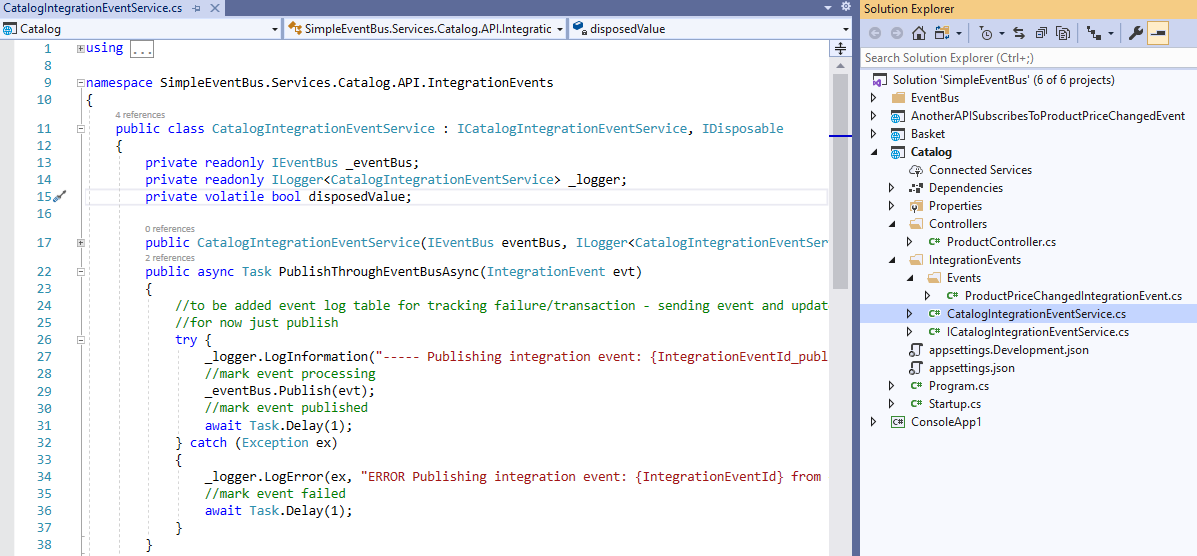 CatalogIntegrationEventService.cs
Catalog
SimpleEventBus.Services.Catalog.API.Integratic
disposedValue
1 using ...
8
9 namespace SimpleEventBus.Services.Catalog.API.IntegrationEvents
10 {
4 references
11 public class CatalogIntegrationEventService : ICatalogIntegrationEventService, IDisposable
12 {
13 private readonly IEventBus _eventBus;
14 private readonly ILogger<CatalogIntegrationEventService> _logger;
15 private volatile bool disposedValue;
16
0 references
17 public CatalogIntegrationEventService(IEventBus eventBus, ILogger<CatalogIntegrationEventSer
2 references
22 public async Task PublishThroughEventBusAsync(IntegrationEvent evt)
23 {
24 //to be added event log table for tracking failure/transaction - sending event and updat
25 //for now just publish
26 try {
27 _logger.LogInformation("----- Publishing integration event: {IntegrationEventId_publ
28 //mark event processing
29 _eventBus.Publish(evt);
30 //mark event published
31 await Task.Delay(1);
32 } catch (Exception ex)
33 {
34 _logger.LogError(ex, "ERROR Publishing integration event: {IntegrationEventId} from
35 //mark event failed
36 await Task.Delay(1);
37 }
38 }
Solution Explorer
Search Solution Explorer (Ctrl+;)
Solution 'SimpleEventBus' (6 of 6 projects)
EventBus
AnotherAPISubscribesToProductPriceChangedEvent
Basket
Catalog
Connected Services
Dependencies
Properties
Controllers
C# ProductController.cs
IntegrationEvents
Events
C# ProductPriceChangedIntegrationEvent.cs
C# CatalogIntegrationEventService.cs
C# ICatalogIntegrationEventService.cs
appsettings.Development.json
appsettings.json
C# Program.cs
C# Startup.cs
C# ConsoleApp1